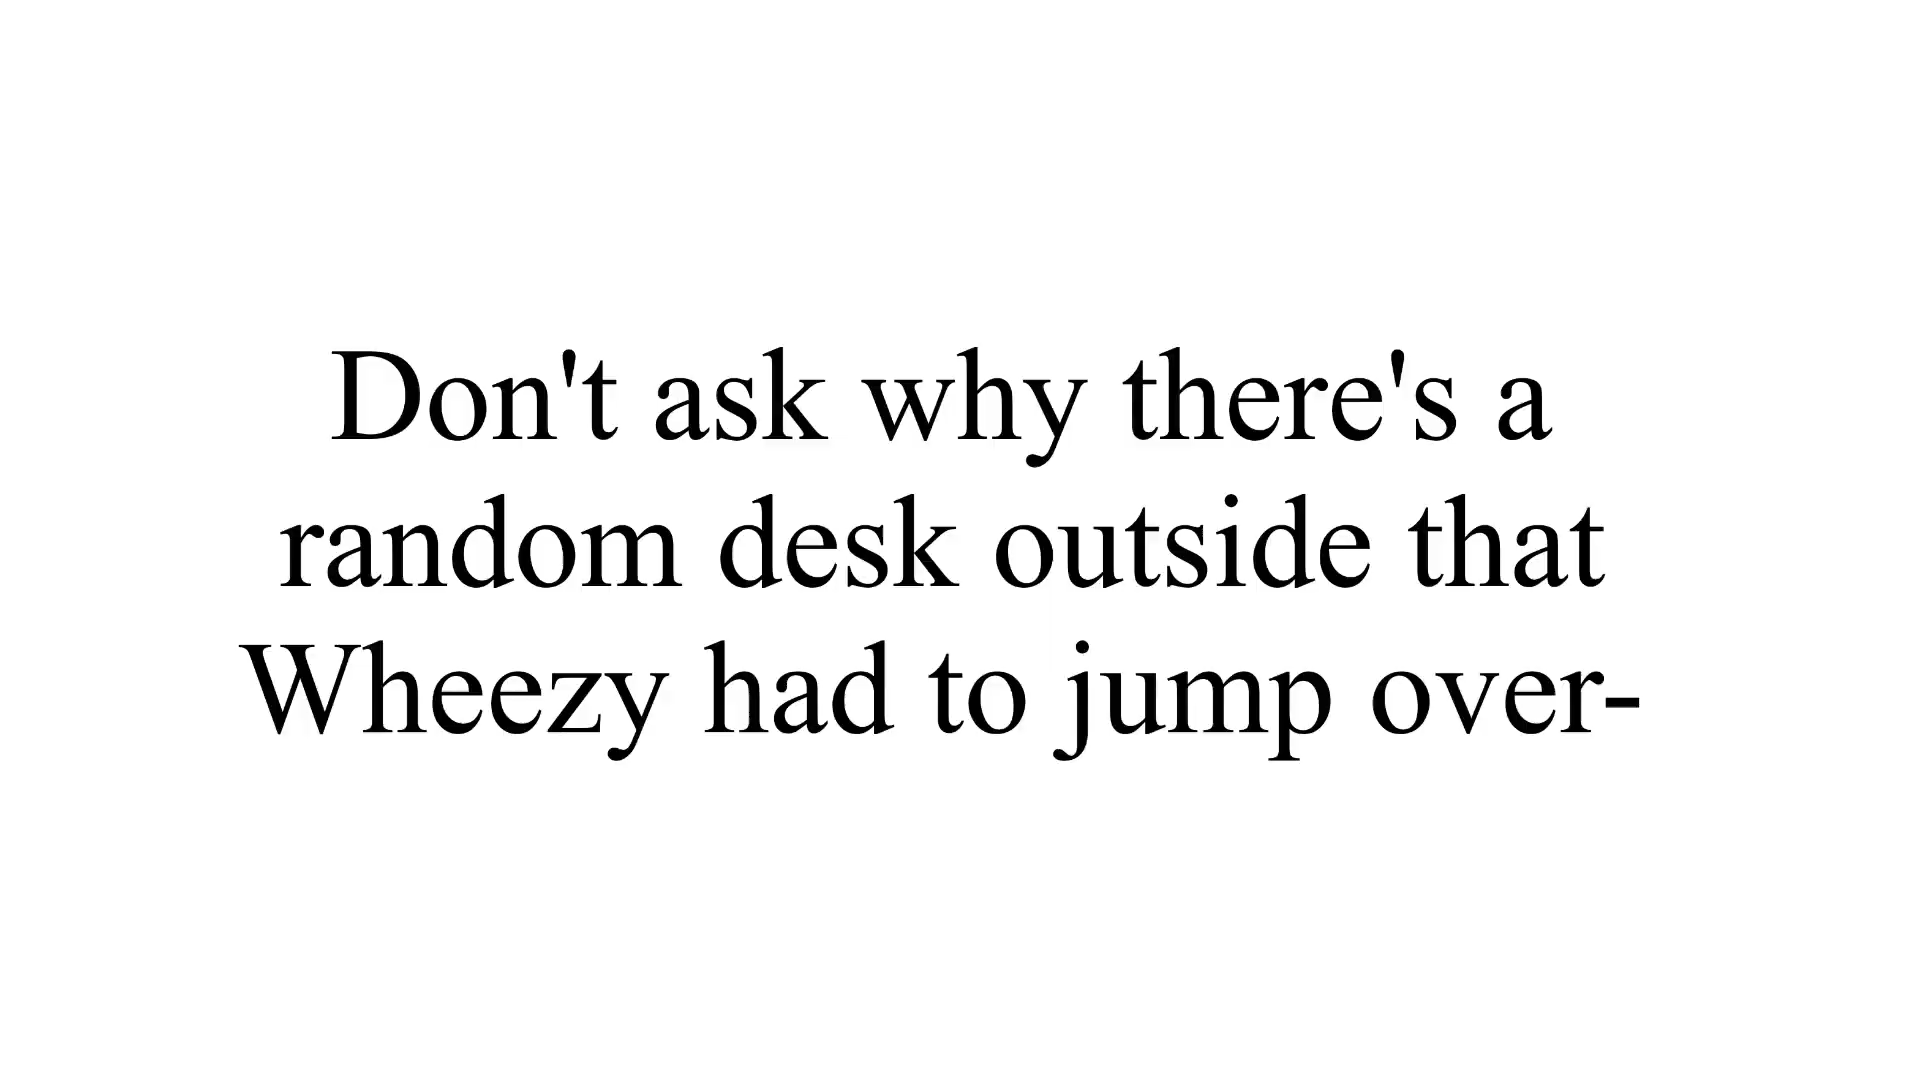 Don't ask why there's a
random desk outside that
Wheezy had to jump over-